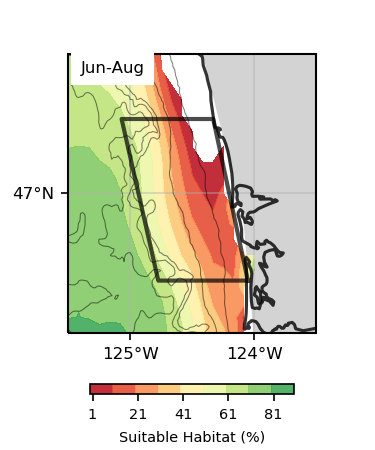 Jun-Aug
47°N
125°W 124°W
1 21 41 61 81
Suitable Habitat (%)